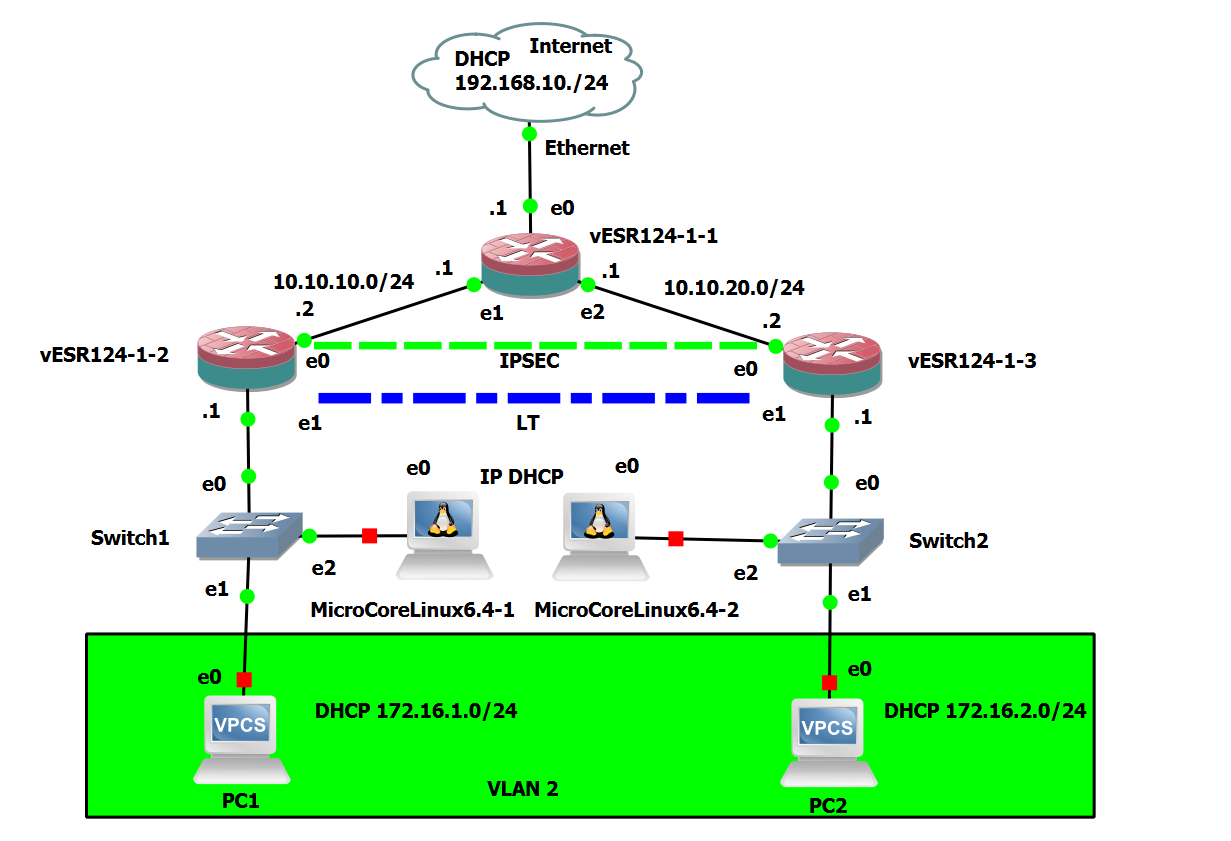 Internet
DHCP
192.168.10./24
Ethernet
.1
e0
vESR124-1-1
10.10.10.0/24
.1
.1
10.10.20.0/24
.2
e1
e2
.2
vESR124-1-2
e0
IPSEC
e0
vESR124-1-3
.1
e1
LT
e1
.1
e0
e0
IP DHCP
e0
e0
Switch1
Switch2
e2
e2
e1
e1
MicroCoreLinux6.4-1
MicroCoreLinux6.4-2
e0
e0
DHCP 172.16.1.0/24
DHCP 172.16.2.0/24
VPCS
VPCS
VLAN 2
PC1
PC2